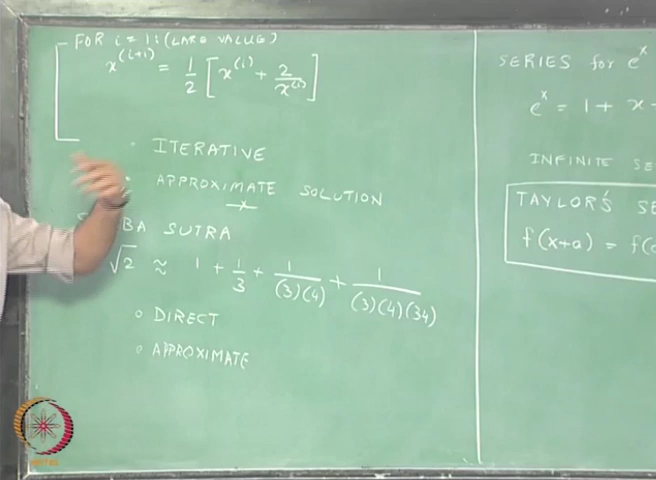 FOR i = 1:(LARG VALUE)
x^(i+1) = 1/2 [x^(i) + 2/x^(i)]
ITERATIVE
APPROXIMATE SOLUTION
BA SUTRA
√2 ≈ 1 + 1/3 + 1/(3)(4) + 1/(3)(4)(34)
DIRECT
APPROXIMATE
SERIES for e^x
e^x = 1 + x
INFINITE SE
TAYLOR'S SE
f(x+a) = f(